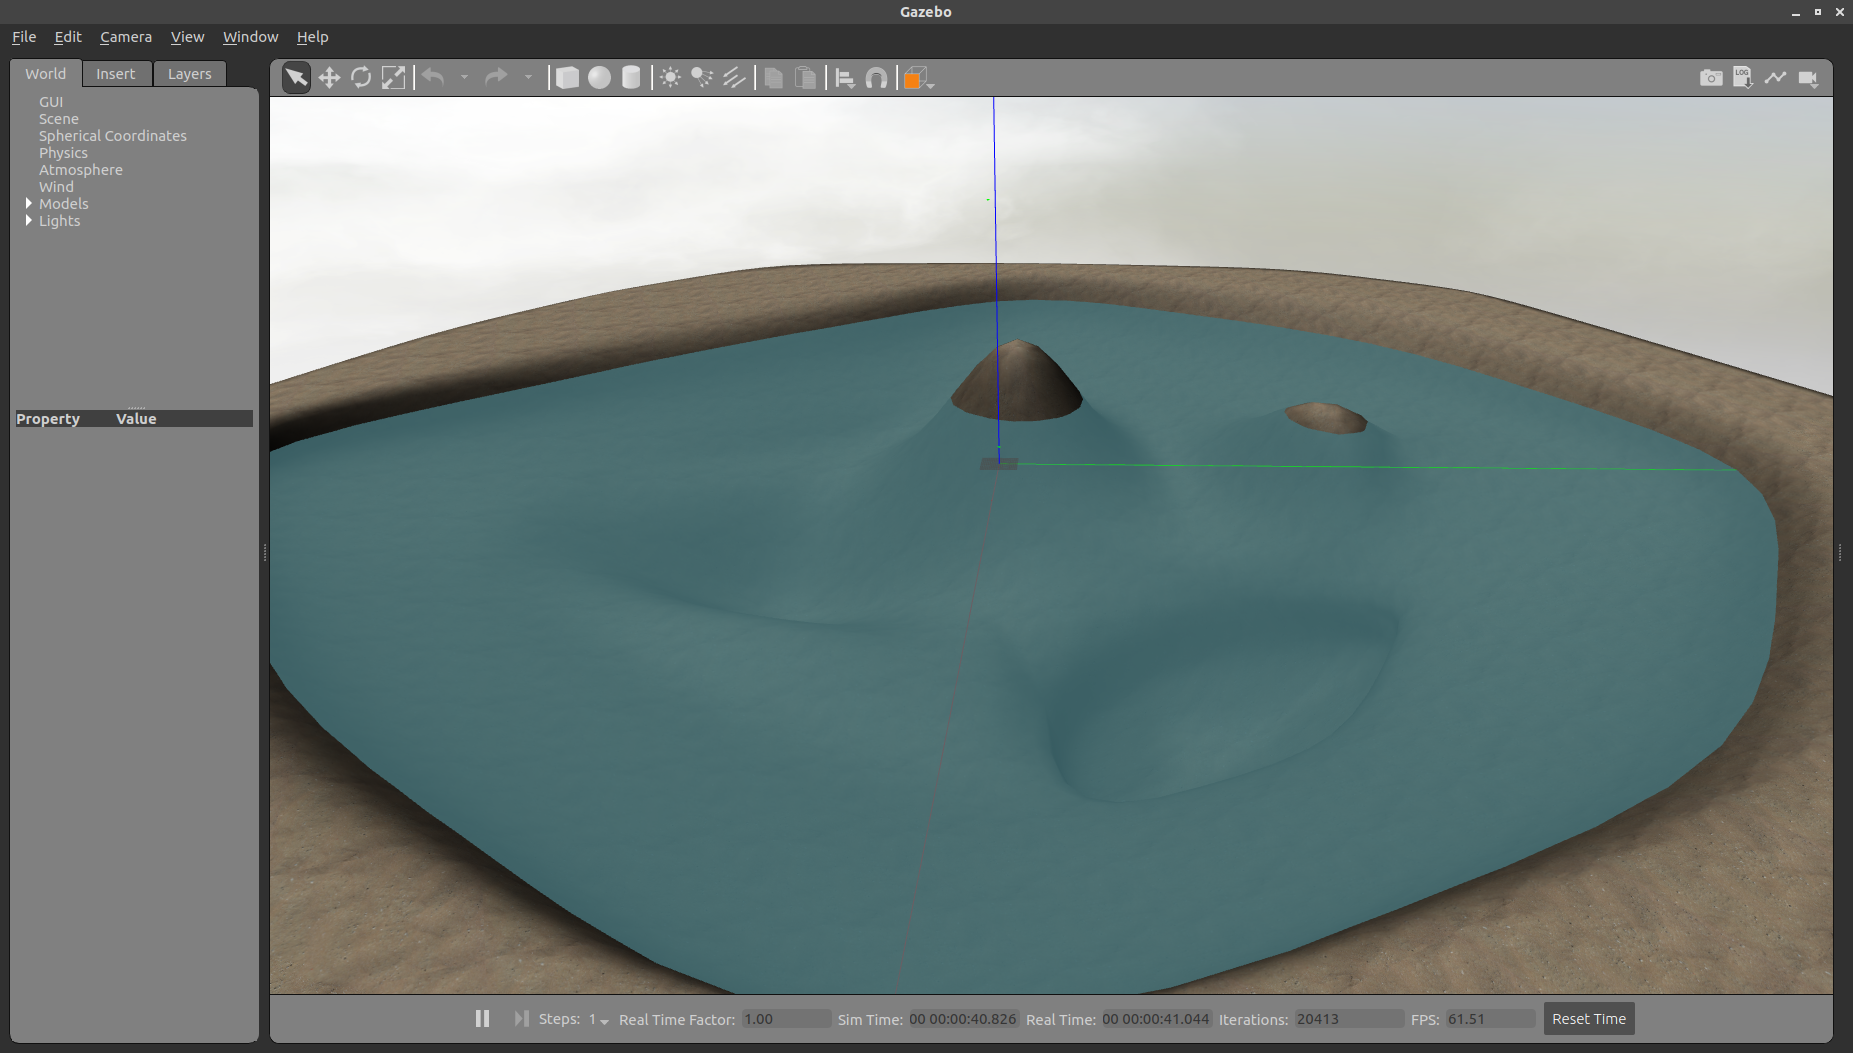 Gazebo
File Edit Camera View Window Help
World Insert Layers
LOG
GUI
Scene
Spherical Coordinates
Physics
Atmosphere
Wind
Models
Lights
Property Value
Steps: 1 Real Time Factor: 1.00 Sim Time: 00 00:00:40.826 Real Time: 00 00:00:41.044 Iterations: 20413 FPS: 61.51 Reset Time